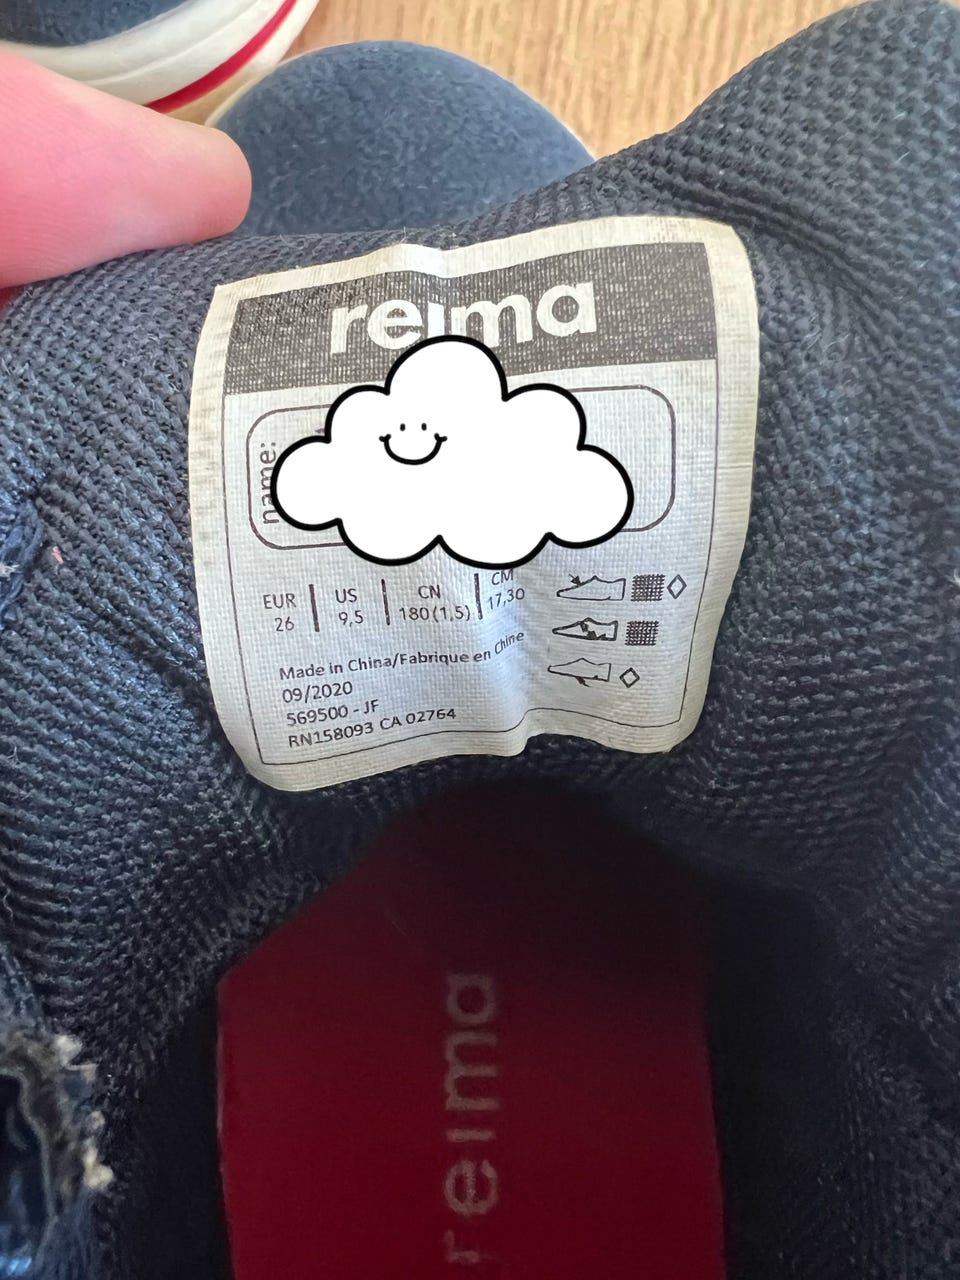 reima
name:
EUR US CN CM
26 9,5 180(1,5) 17,30
Made in China/Fabrique en Chine
09/2020
569500 - JF
RN158093 CA 02764
reima